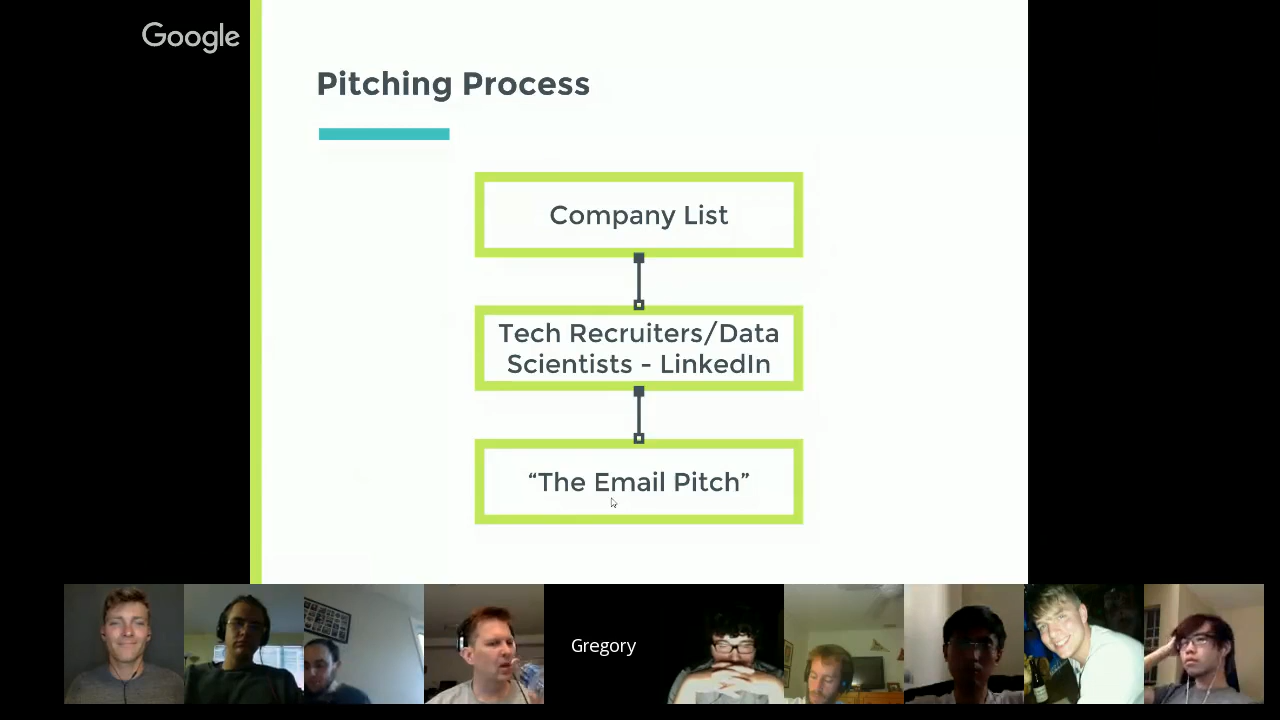 Google
Pitching Process
Company List
Tech Recruiters/Data
Scientists - LinkedIn
“The Email Pitch”
Gregory